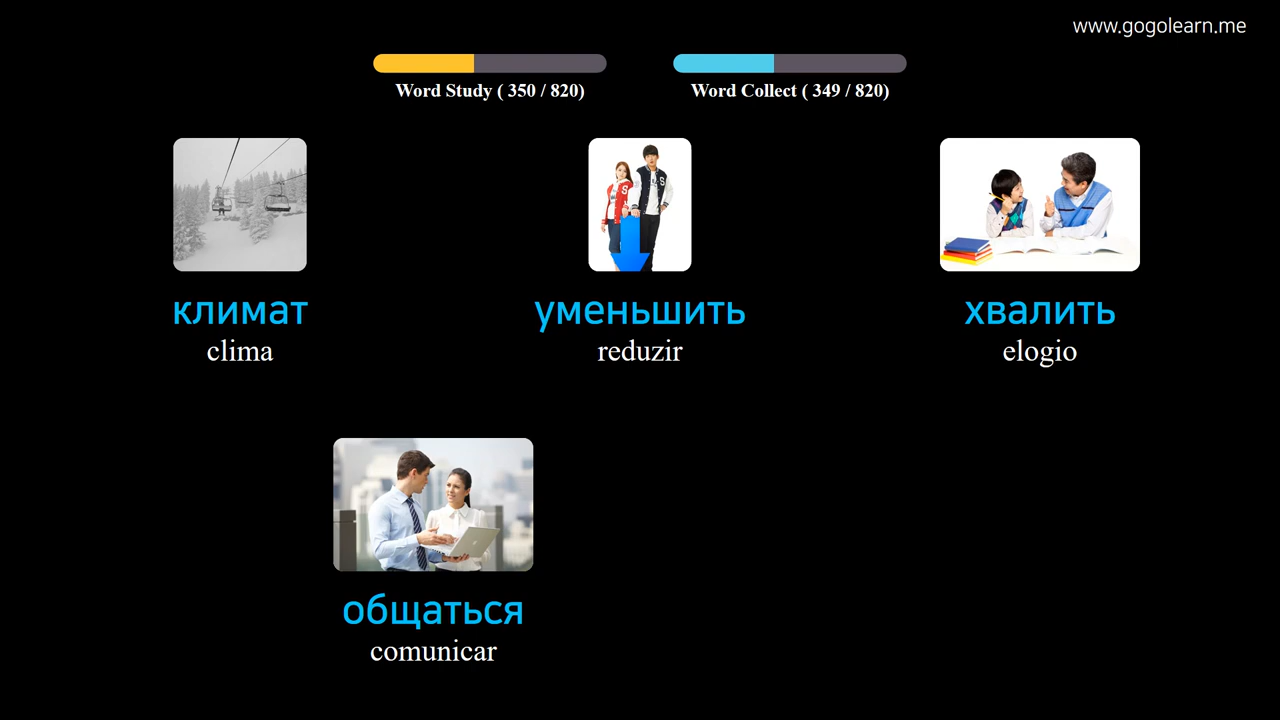 www.gogolearn.me
Word Study ( 350 / 820)
Word Collect ( 349 / 820)
климат
clima
уменьшить
reduzir
хвалить
elogio
общаться
comunicar